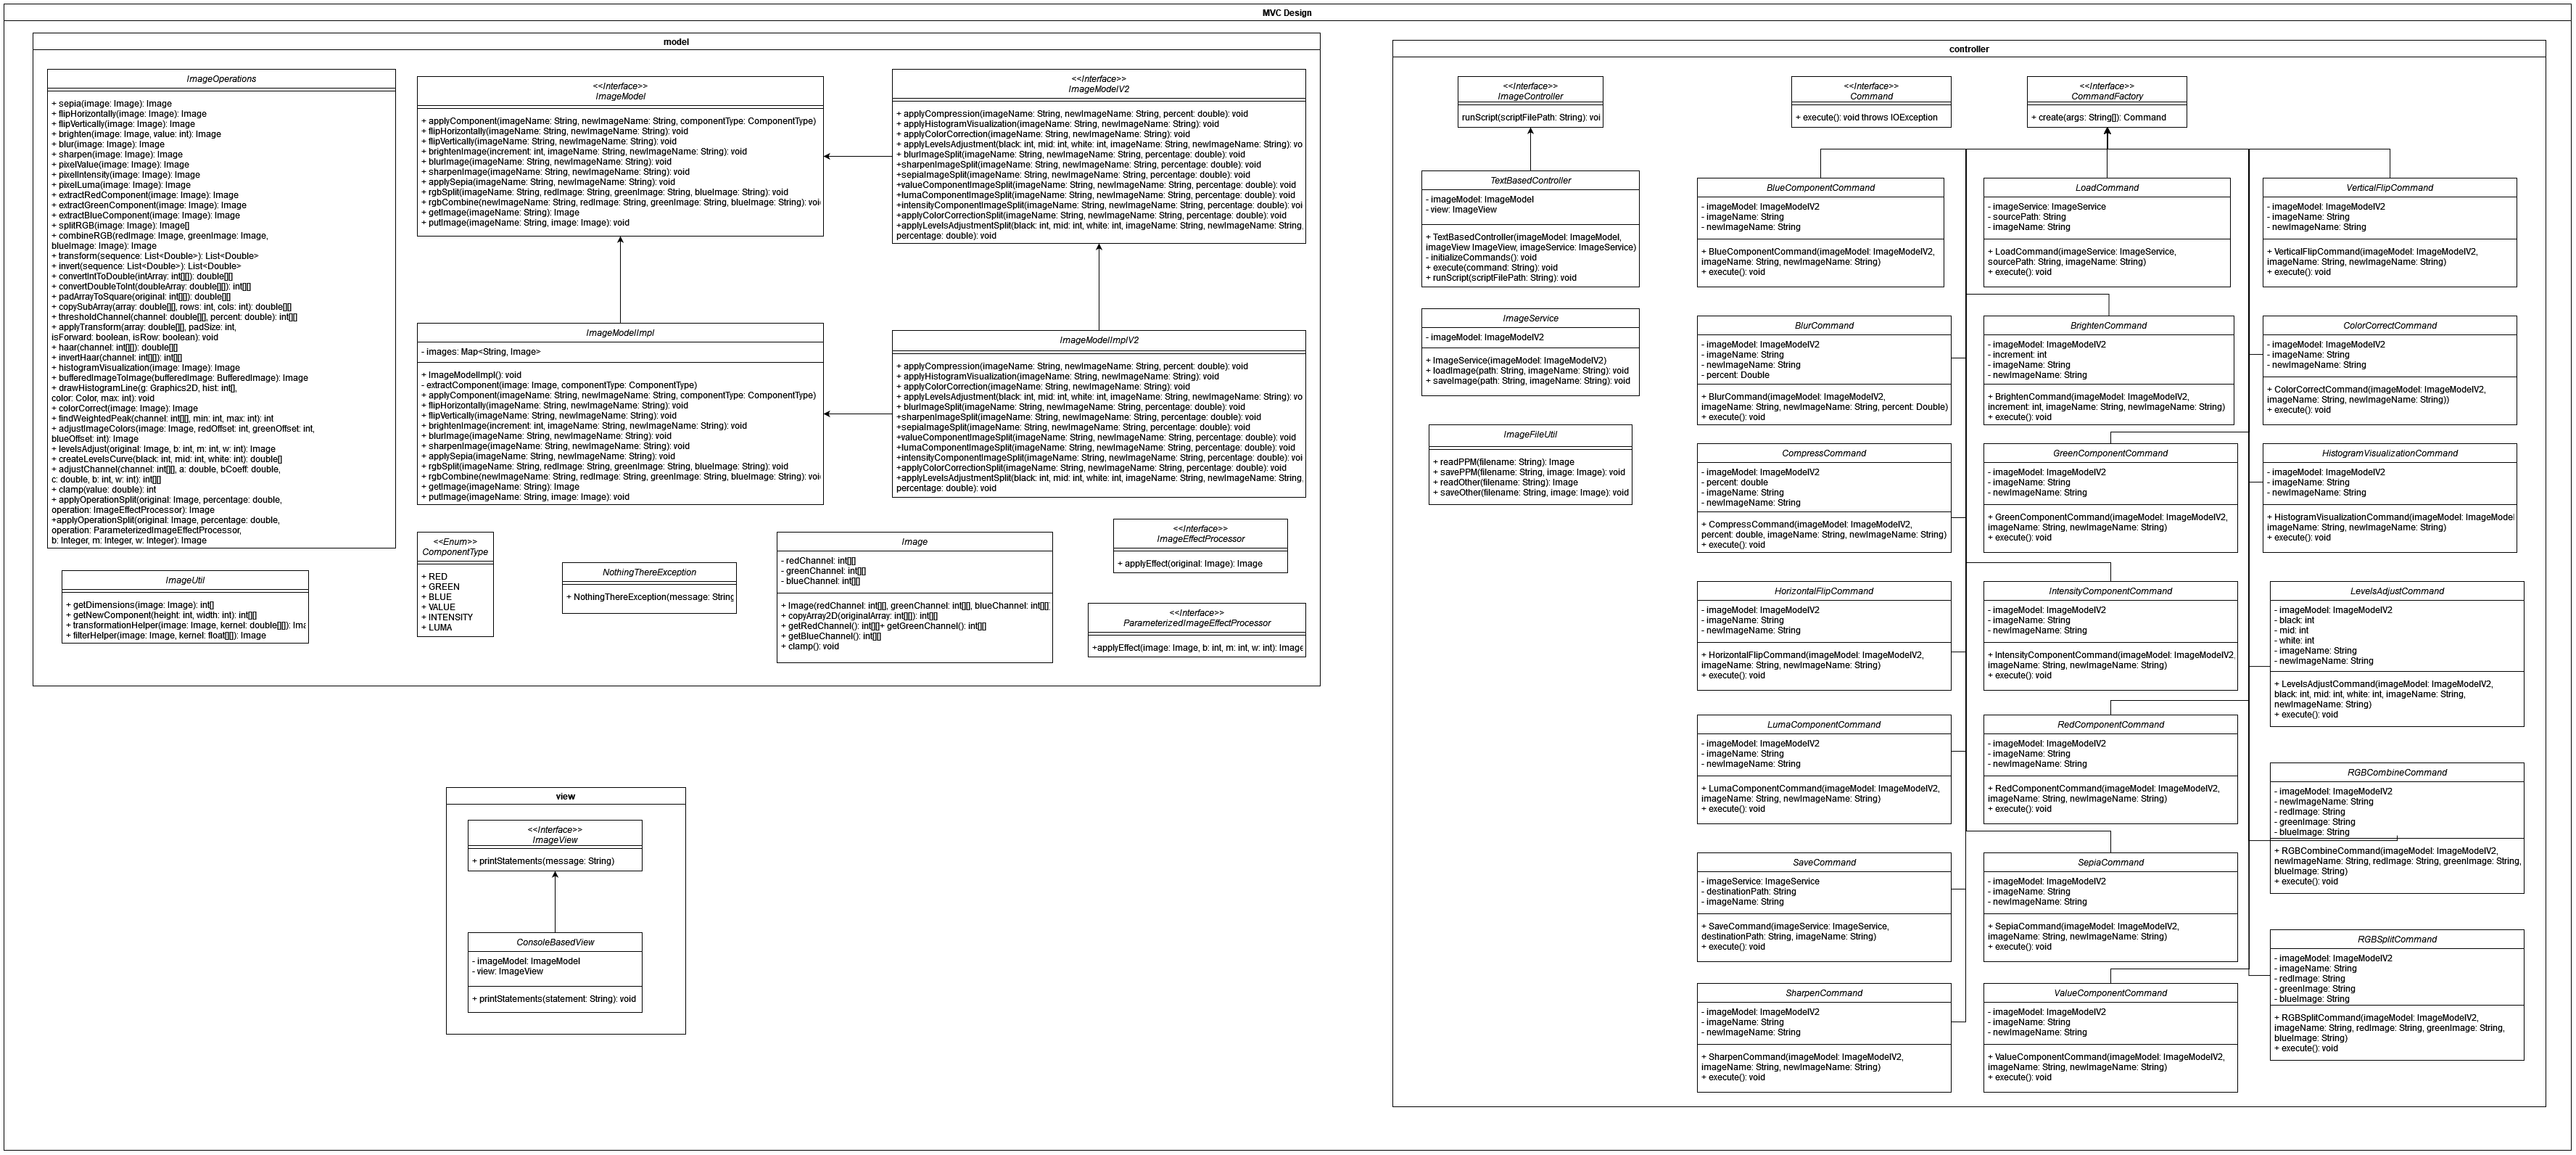 MVC Design
model
ImageOperations
+ sepia(image: Image): Image
+ flipHorizontally(image: Image): Image
+ flipVertically(image: Image): Image
+ brighten(image: Image, value: int): Image
+ blur(image: Image): Image
+ sharpen(image: Image): Image
+ pixelValue(image: Image): Image
+ pixelIntensity(image: Image): Image
+ pixelLuma(image: Image): Image
+ extractRedComponent(image: Image): Image
+ extractGreenComponent(image: Image): Image
+ extractBlueComponent(image: Image): Image
+ splitRGB(image: Image): Image[]
+ combineRGB(redImage: Image, greenImage: Image,
blueImage: Image): Image
+ transform(sequence: List<Double>): List<Double>
+ invert(sequence: List<Double>): List<Double>
+ convertIntToDouble(intArray: int[][]): double[][]
+ convertDoubleToInt(doubleArray: double[][]): int[][]
+ padArrayToSquare(original: int[][]): double[][]
+ copySubArray(array: double[][], rows: int, cols: int): double[][]
+ thresholdChannel(channel: double[][], percent: double): int[][]
+ applyTransform(array: double[][], padSize: int,
isForward: boolean, isRow: boolean): void
+ haar(channel: int[][]): double[][]
+ invertHaar(channel: int[][]): int[][]
+ histogramVisualization(image: Image): Image
+ bufferedImageToImage(bufferedImage: BufferedImage): Image
+ drawHistogramLine(g: Graphics2D, hist: int[],
color: Color, max: int): void
+ colorCorrect(image: Image): Image
+ findWeightedPeak(channel: int[][], min: int, max: int): int
+ adjustImageColors(image: Image, redOffset: int, greenOffset: int,
blueOffset: int): Image
+ levelsAdjust(original: Image, b: int, m: int, w: int): Image
+ createLevelsCurve(black: int, mid: int, white: int): double[]
+ adjustChannel(channel: int[][], a: double, bCoeff: double,
c: double, b: int, w: int): int[][]
+ clamp(value: double): int
+ applyOperationSplit(original: Image, percentage: double,
operation: ImageEffectProcessor): Image
+applyOperationSplit(original: Image, percentage: double,
operation: ParameterizedImageEffectProcessor,
b: Integer, m: Integer, w: Integer): Image
ImageUtil
+ getDimensions(image: Image): int[]
+ getNewComponent(height: int, width: int): int[][]
+ transformationHelper(image: Image, kernel: double[][]): Ima
+ filterHelper(image: Image, kernel: float[][]): Image
<<Interface>>
ImageModel
+ applyComponent(imageName: String, newImageName: String, componentType: ComponentType)
+ flipHorizontally(imageName: String, newImageName: String): void
+ flipVertically(imageName: String, newImageName: String): void
+ brightenImage(increment: int, imageName: String, newImageName: String): void
+ blurImage(imageName: String, newImageName: String): void
+ sharpenImage(imageName: String, newImageName: String): void
+ applySepia(imageName: String, newImageName: String): void
+ rgbSplit(imageName: String, redImage: String, greenImage: String, blueImage: String): void
+ rgbCombine(newImageName: String, redImage: String, greenImage: String, blueImage: String): voi
+ getImage(imageName: String): Image
+ putImage(imageName: String, image: Image): void
ImageModelImpl
- images: Map<String, Image>
+ ImageModelImpl(): void
- extractComponent(image: Image, componentType: ComponentType)
+ applyComponent(imageName: String, newImageName: String, componentType: ComponentType)
+ flipHorizontally(imageName: String, newImageName: String): void
+ flipVertically(imageName: String, newImageName: String): void
+ brightenImage(increment: int, imageName: String, newImageName: String): void
+ blurImage(imageName: String, newImageName: String): void
+ sharpenImage(imageName: String, newImageName: String): void
+ applySepia(imageName: String, newImageName: String): void
+ rgbSplit(imageName: String, redImage: String, greenImage: String, blueImage: String): void
+ rgbCombine(newImageName: String, redImage: String, greenImage: String, blueImage: String): voi
+ getImage(imageName: String): Image
+ putImage(imageName: String, image: Image): void
<<Interface>>
ImageModelV2
+ applyCompression(imageName: String, newImageName: String, percent: double): void
+ applyHistogramVisualization(imageName: String, newImageName: String): void
+ applyColorCorrection(imageName: String, newImageName: String): void
+ applyLevelsAdjustment(black: int, mid: int, white: int, imageName: String, newImageName: String): vo
+ blurImageSplit(imageName: String, newImageName: String, percentage: double): void
+sharpenImageSplit(imageName: String, newImageName: String, percentage: double): void
+sepiaImageSplit(imageName: String, newImageName: String, percentage: double): void
+valueComponentImageSplit(imageName: String, newImageName: String, percentage: double): void
+lumaComponentImageSplit(imageName: String, newImageName: String, percentage: double): void
+intensityComponentImageSplit(imageName: String, newImageName: String, percentage: double): voi
+applyColorCorrectionSplit(imageName: String, newImageName: String, percentage: double): void
+applyLevelsAdjustmentSplit(black: int, mid: int, white: int, imageName: String, newImageName: String,
percentage: double): void
ImageModelImplV2
+ applyCompression(imageName: String, newImageName: String, percent: double): void
+ applyHistogramVisualization(imageName: String, newImageName: String): void
+ applyColorCorrection(imageName: String, newImageName: String): void
+ applyLevelsAdjustment(black: int, mid: int, white: int, imageName: String, newImageName: String): vo
+ blurImageSplit(imageName: String, newImageName: String, percentage: double): void
+sharpenImageSplit(imageName: String, newImageName: String, percentage: double): void
+sepiaImageSplit(imageName: String, newImageName: String, percentage: double): void
+valueComponentImageSplit(imageName: String, newImageName: String, percentage: double): void
+lumaComponentImageSplit(imageName: String, newImageName: String, percentage: double): void
+intensityComponentImageSplit(imageName: String, newImageName: String, percentage: double): voi
+applyColorCorrectionSplit(imageName: String, newImageName: String, percentage: double): void
+applyLevelsAdjustmentSplit(black: int, mid: int, white: int, imageName: String, newImageName: String,
percentage: double): void
<<Enum>>
ComponentType
+ RED
+ GREEN
+ BLUE
+ VALUE
+ INTENSITY
+ LUMA
NothingThereException
+ NothingThereException(message: String
Image
- redChannel: int[][]
- greenChannel: int[][]
- blueChannel: int[][]
+ Image(redChannel: int[][], greenChannel: int[][], blueChannel: int[][]
+ copyArray2D(originalArray: int[][]): int[][]
+ getRedChannel(): int[][]+ getGreenChannel(): int[][]
+ getBlueChannel(): int[][]
+ clamp(): void
<<Interface>>
ImageEffectProcessor
+ applyEffect(original: Image): Image
<<Interface>>
ParameterizedImageEffectProcessor
+applyEffect(image: Image, b: int, m: int, w: int): Image
view
<<Interface>>
ImageView
+ printStatements(message: String)
ConsoleBasedView
- imageModel: ImageModel
- view: ImageView
+ printStatements(statement: String): void
controller
<<Interface>>
ImageController
runScript(scriptFilePath: String): voi
TextBasedController
- imageModel: ImageModel
- view: ImageView
+ TextBasedController(imageModel: ImageModel,
imageView ImageView, imageService: ImageService)
- initializeCommands(): void
+ execute(command: String): void
+ runScript(scriptFilePath: String): void
ImageService
- imageModel: ImageModelV2
+ ImageService(imageModel: ImageModelV2)
+ loadImage(path: String, imageName: String): void
+ saveImage(path: String, imageName: String): void
ImageFileUtil
+ readPPM(filename: String): Image
+ savePPM(filename: String, image: Image): void
+ readOther(filename: String): Image
+ saveOther(filename: String, image: Image): void
<<Interface>>
Command
+ execute(): void throws IOException
<<Interface>>
CommandFactory
+ create(args: String[]): Command
BlueComponentCommand
- imageModel: ImageModelV2
- imageName: String
- newImageName: String
+ BlueComponentCommand(imageModel: ImageModelV2,
imageName: String, newImageName: String)
+ execute(): void
LoadCommand
- imageService: ImageService
- sourcePath: String
- imageName: String
+ LoadCommand(imageService: ImageService,
sourcePath: String, imageName: String)
+ execute(): void
VerticalFlipCommand
- imageModel: ImageModelV2
- imageName: String
- newImageName: String
+ VerticalFlipCommand(imageModel: ImageModelV2,
imageName: String, newImageName: String)
+ execute(): void
BlurCommand
- imageModel: ImageModelV2
- imageName: String
- newImageName: String
- percent: Double
+ BlurCommand(imageModel: ImageModelV2,
imageName: String, newImageName: String, percent: Double)
+ execute(): void
BrightenCommand
- imageModel: ImageModelV2
- increment: int
- imageName: String
- newImageName: String
+ BrightenCommand(imageModel: ImageModelV2,
increment: int, imageName: String, newImageName: String)
+ execute(): void
ColorCorrectCommand
- imageModel: ImageModelV2
- imageName: String
- newImageName: String
+ ColorCorrectCommand(imageModel: ImageModelV2,
imageName: String, newImageName: String))
+ execute(): void
CompressCommand
- imageModel: ImageModelV2
- percent: double
- imageName: String
- newImageName: String
+ CompressCommand(imageModel: ImageModelV2,
percent: double, imageName: String, newImageName: String)
+ execute(): void
GreenComponentCommand
- imageModel: ImageModelV2
- imageName: String
- newImageName: String
+ GreenComponentCommand(imageModel: ImageModelV2,
imageName: String, newImageName: String)
+ execute(): void
HistogramVisualizationCommand
- imageModel: ImageModelV2
- imageName: String
- newImageName: String
+ HistogramVisualizationCommand(imageModel: ImageModel
imageName: String, newImageName: String)
+ execute(): void
HorizontalFlipCommand
- imageModel: ImageModelV2
- imageName: String
- newImageName: String
+ HorizontalFlipCommand(imageModel: ImageModelV2,
imageName: String, newImageName: String)
+ execute(): void
IntensityComponentCommand
- imageModel: ImageModelV2
- imageName: String
- newImageName: String
+ IntensityComponentCommand(imageModel: ImageModelV2,
imageName: String, newImageName: String)
+ execute(): void
LevelsAdjustCommand
- imageModel: ImageModelV2
- black: int
- mid: int
- white: int
- imageName: String
- newImageName: String
+ LevelsAdjustCommand(imageModel: ImageModelV2,
black: int, mid: int, white: int, imageName: String,
newImageName: String)
+ execute(): void
LumaComponentCommand
- imageModel: ImageModelV2
- imageName: String
- newImageName: String
+ LumaComponentCommand(imageModel: ImageModelV2,
imageName: String, newImageName: String)
+ execute(): void
RedComponentCommand
- imageModel: ImageModelV2
- imageName: String
- newImageName: String
+ RedComponentCommand(imageModel: ImageModelV2,
imageName: String, newImageName: String)
+ execute(): void
RGBCombineCommand
- imageModel: ImageModelV2
- newImageName: String
- redImage: String
- greenImage: String
- blueImage: String
+ RGBCombineCommand(imageModel: ImageModelV2,
newImageName: String, redImage: String, greenImage: String,
blueImage: String)
+ execute(): void
SaveCommand
- imageService: ImageService
- destinationPath: String
- imageName: String
+ SaveCommand(imageService: ImageService,
destinationPath: String, imageName: String)
+ execute(): void
SepiaCommand
- imageModel: ImageModelV2
- imageName: String
- newImageName: String
+ SepiaCommand(imageModel: ImageModelV2,
imageName: String, newImageName: String)
+ execute(): void
RGBSplitCommand
- imageModel: ImageModelV2
- imageName: String
- redImage: String
- greenImage: String
- blueImage: String
+ RGBSplitCommand(imageModel: ImageModelV2,
imageName: String, redImage: String, greenImage: String,
blueImage: String)
+ execute(): void
SharpenCommand
- imageModel: ImageModelV2
- imageName: String
- newImageName: String
+ SharpenCommand(imageModel: ImageModelV2,
imageName: String, newImageName: String)
+ execute(): void
ValueComponentCommand
- imageModel: ImageModelV2
- imageName: String
- newImageName: String
+ ValueComponentCommand(imageModel: ImageModelV2,
imageName: String, newImageName: String)
+ execute(): void